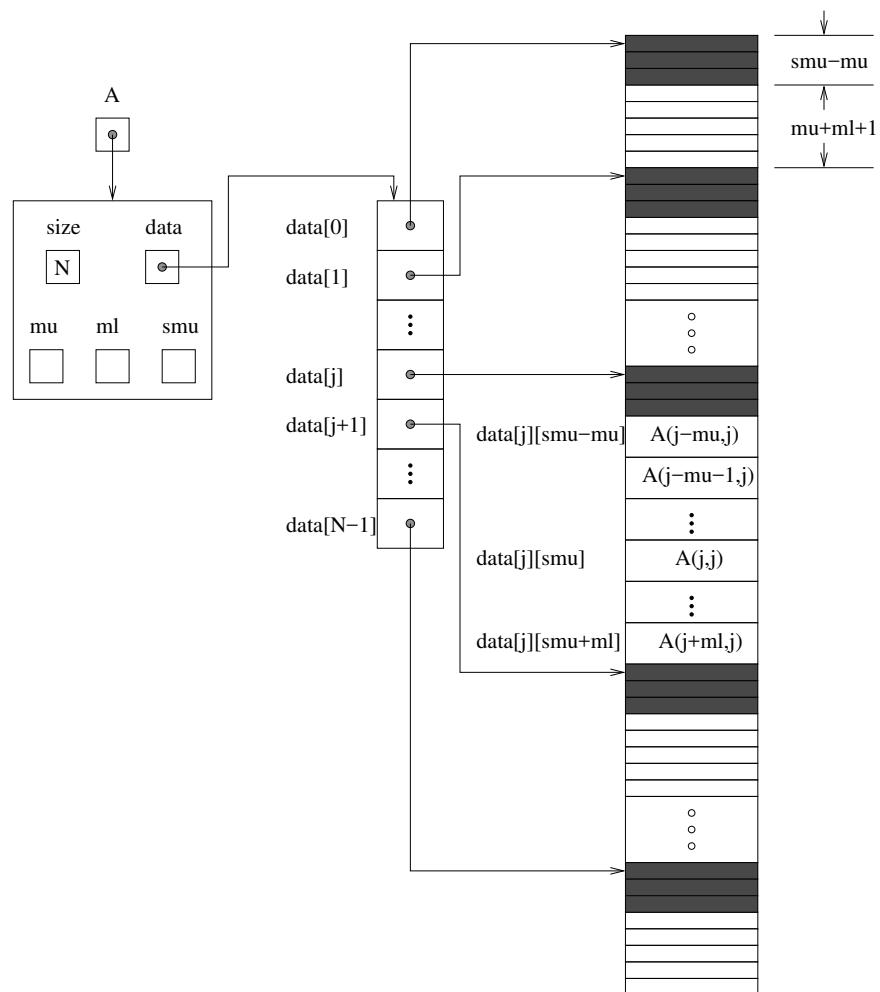 smu−mu
A
mu+ml+1
size
data
N
mu
ml
smu
data[0]
data[1]
data[j]
data[j+1]
data[N−1]
data[j][smu−mu]
A(j−mu,j)
A(j−mu−1,j)
data[j][smu]
A(j,j)
data[j][smu+ml]
A(j+ml,j)